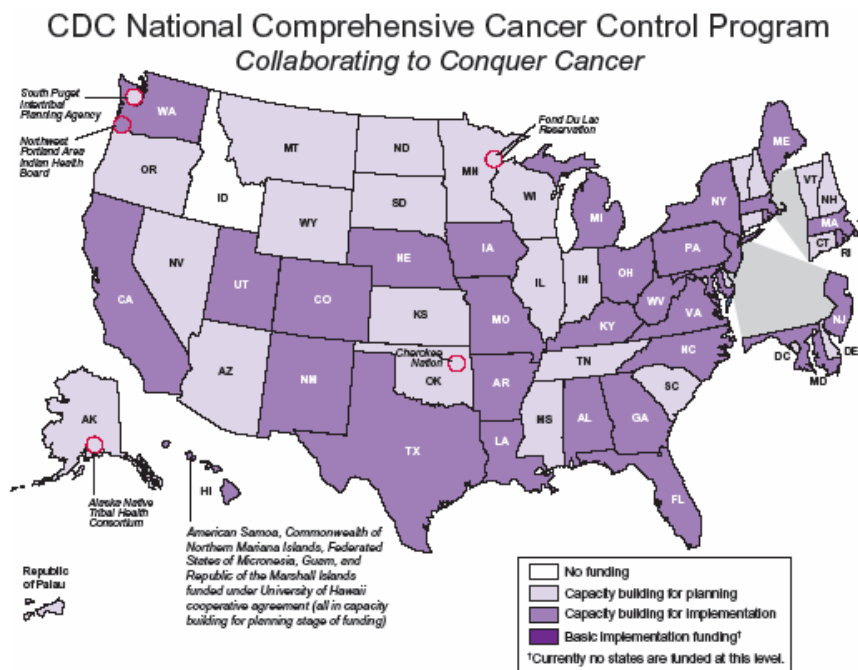 CDC National Comprehensive Cancer Control Program
Collaborating to Conquer Cancer
South Puget
Intertribal
Planning Agency
Northwest
Portland Area
Indian Health
Board
Fond Du Lac
Reservation
WA
ME
MT
ND
MN
VT
OR
NH
ID
WI
NY
SD
MI
MA
WY
CT
RI
IA
PA
NE
NV
OH
IL
IN
NJ
UT
CO
WV
CA
VA
KS
MO
KY
DE
DC
NC
MD
Cherokee
Nation
TN
AZ
OK
NM
AR
SC
MS
AL
GA
AK
LA
TX
HI
FL
Alaska Native
Tribal Health
Consortium
American Samoa, Commonwealth of
Northern Mariana Islands, Federated
States of Micronesia, Guam, and
Republic of the Marshall Islands
funded under University of Hawaii
cooperative agreement (all in capacity
building for planning stage of funding)
Republic
of Palau
No funding
Capacity building for planning
Capacity building for implementation
Basic implementation funding†
†Currently no states are funded at this level.